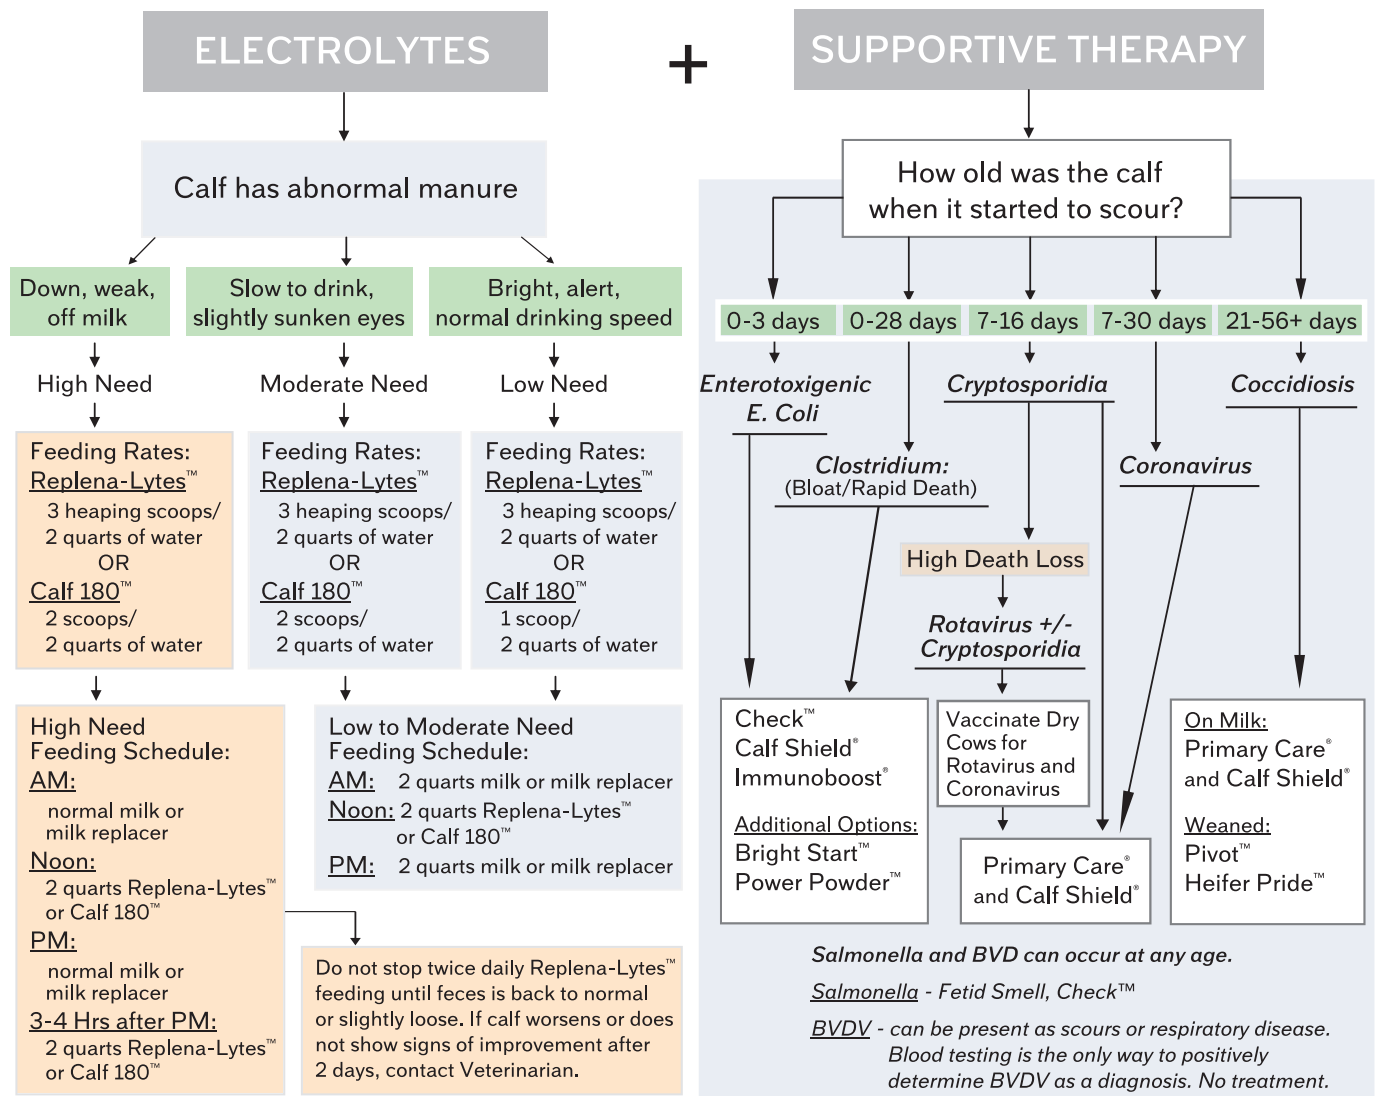 ELECTROLYTES
+
SUPPORTIVE THERAPY
Calf has abnormal manure
Down, weak,
off milk
Slow to drink,
slightly sunken eyes
Bright, alert,
normal drinking speed
High Need
Moderate Need
Low Need
Feeding Rates:
Replena-Lytes™
3 heaping scoops/
2 quarts of water
OR
Calf 180™
2 scoops/
2 quarts of water
Feeding Rates:
Replena-Lytes™
3 heaping scoops/
2 quarts of water
OR
Calf 180™
2 scoops/
2 quarts of water
Feeding Rates:
Replena-Lytes™
3 heaping scoops/
2 quarts of water
OR
Calf 180™
1 scoop/
2 quarts of water
High Need
Feeding Schedule:
AM:
normal milk or
milk replacer
Noon:
2 quarts Replena-Lytes™
or Calf 180™
PM:
normal milk or
milk replacer
3-4 Hrs after PM:
2 quarts Replena-Lytes™
or Calf 180™
Low to Moderate Need
Feeding Schedule:
AM: 2 quarts milk or milk replacer
Noon: 2 quarts Replena-Lytes™
or Calf 180™
PM: 2 quarts milk or milk replacer
Do not stop twice daily Replena-Lytes™
feeding until feces is back to normal
or slightly loose. If calf worsens or does
not show signs of improvement after
2 days, contact Veterinarian.
How old was the calf
when it started to scour?
0-3 days
0-28 days
7-16 days
7-30 days
21-56+ days
Enterotoxigenic
E. Coli
Clostridium:
(Bloat/Rapid Death)
Cryptosporidia
Coronavirus
Coccidiosis
High Death Loss
Rotavirus +/-
Cryptosporidia
Check™
Calf Shield®
Immunoboost®
Additional Options:
Bright Start™
Power Powder™
Vaccinate Dry
Cows for
Rotavirus and
Coronavirus
Primary Care®
and Calf Shield®
On Milk:
Primary Care®
and Calf Shield®
Weaned:
Pivot™
Heifer Pride™
Salmonella and BVD can occur at any age.
Salmonella - Fetid Smell, Check™
BVDV - can be present as scours or respiratory disease.
Blood testing is the only way to positively
determine BVDV as a diagnosis. No treatment.